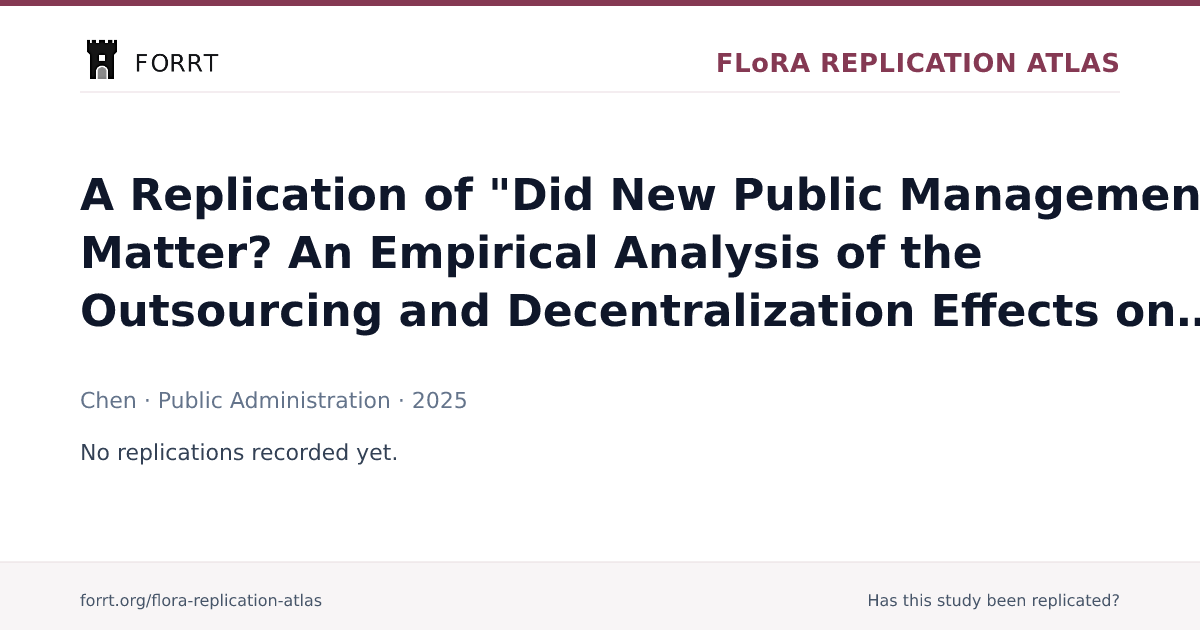 FORRT
FLoRA REPLICATION ATLAS
A Replication of "Did New Public Managemen
Matter? An Empirical Analysis of the
Outsourcing and Decentralization Effects on…
Chen · Public Administration · 2025
No replications recorded yet.
forrt.org/flora-replication-atlas
Has this study been replicated?